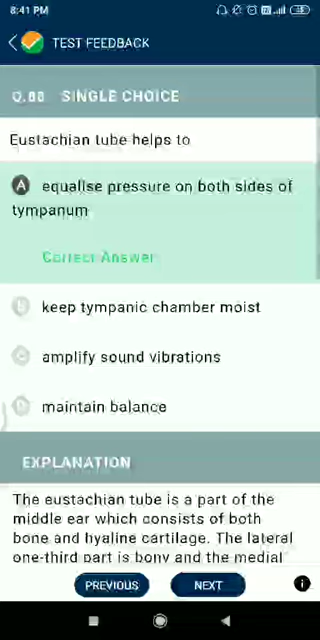 8:41 PM
TEST FEEDBACK
Q.88 SINGLE CHOICE
Eustachian tube helps to
A equalise pressure on both sides of
tympanum
Correct Answer
B keep tympanic chamber moist
C amplify sound vibrations
D maintain balance
EXPLANATION
The eustachian tube is a part of the
middle ear which consists of both
bone and hyaline cartilage. The lateral
one-third part is bony and the medial
PREVIOUS
NEXT